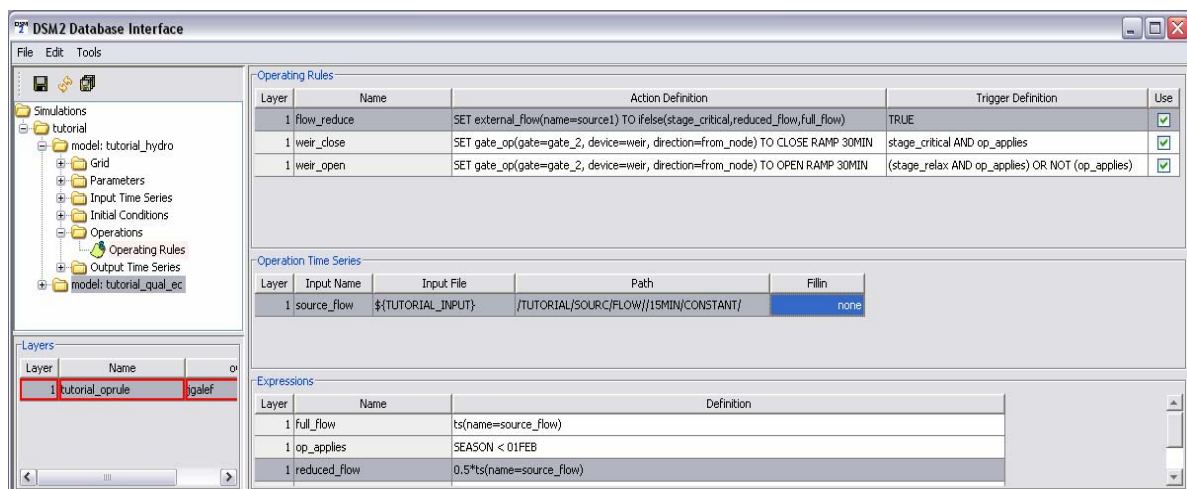 DSM2 Database Interface
File Edit Tools
Simulations
tutorial
model: tutorial_hydro
Grid
Parameters
Input Time Series
Initial Conditions
Operations
Operating Rules
Output Time Series
model: tutorial_qual_ec
Layers
Layer Name
1 tutorial_oprule jgalef
Operating Rules
Layer Name Action Definition Trigger Definition Use
1 flow_reduce SET external_flow(name=source1) TO ifelse(stage_critical,reduced_flow,full_flow) TRUE
1 weir_close SET gate_op(gate=gate_2, device=weir, direction=from_node) TO CLOSE RAMP 30MIN stage_critical AND op_applies
1 weir_open SET gate_op(gate=gate_2, device=weir, direction=from_node) TO OPEN RAMP 30MIN (stage_relax AND op_applies) OR NOT (op_applies)
Operation Time Series
Layer Input Name Input File Path Fillin
1 source_flow ${TUTORIAL_INPUT} /TUTORIAL/SOURC/FLOW//15MIN/CONSTANT/ none
Expressions
Layer Name Definition
1 full_flow ts(name=source_flow)
1 op_applies SEASON < 01FEB
1 reduced_flow 0.5*ts(name=source_flow)